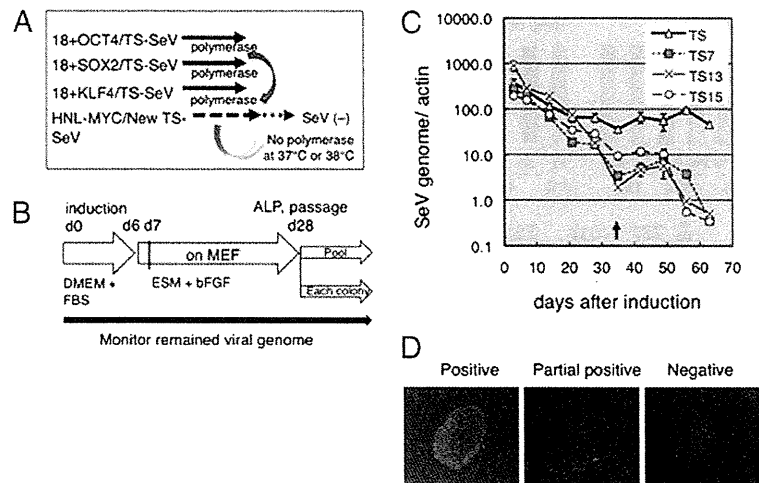 A
18+OCT4/TS-SeV
polymerase
18+SOX2/TS-SeV
polymerase
18+KLF4/TS-SeV
polymerase
HNL-MYC/New TS-
SeV
SeV (–)
No polymerase
at 37°C or 38°C
B
induction
d0
d6 d7
ALP, passage
d28
on MEF
Pool
Each colony
DMEM +
FBS
ESM + bFGF
Monitor remained viral genome
C
SeV genome/ actin
10000.0
1000.0
100.0
10.0
1.0
0.1
TS
TS7
TS13
TS15
0 10 20 30 40 50 60 70
days after induction
D
Positive
Partial positive
Negative